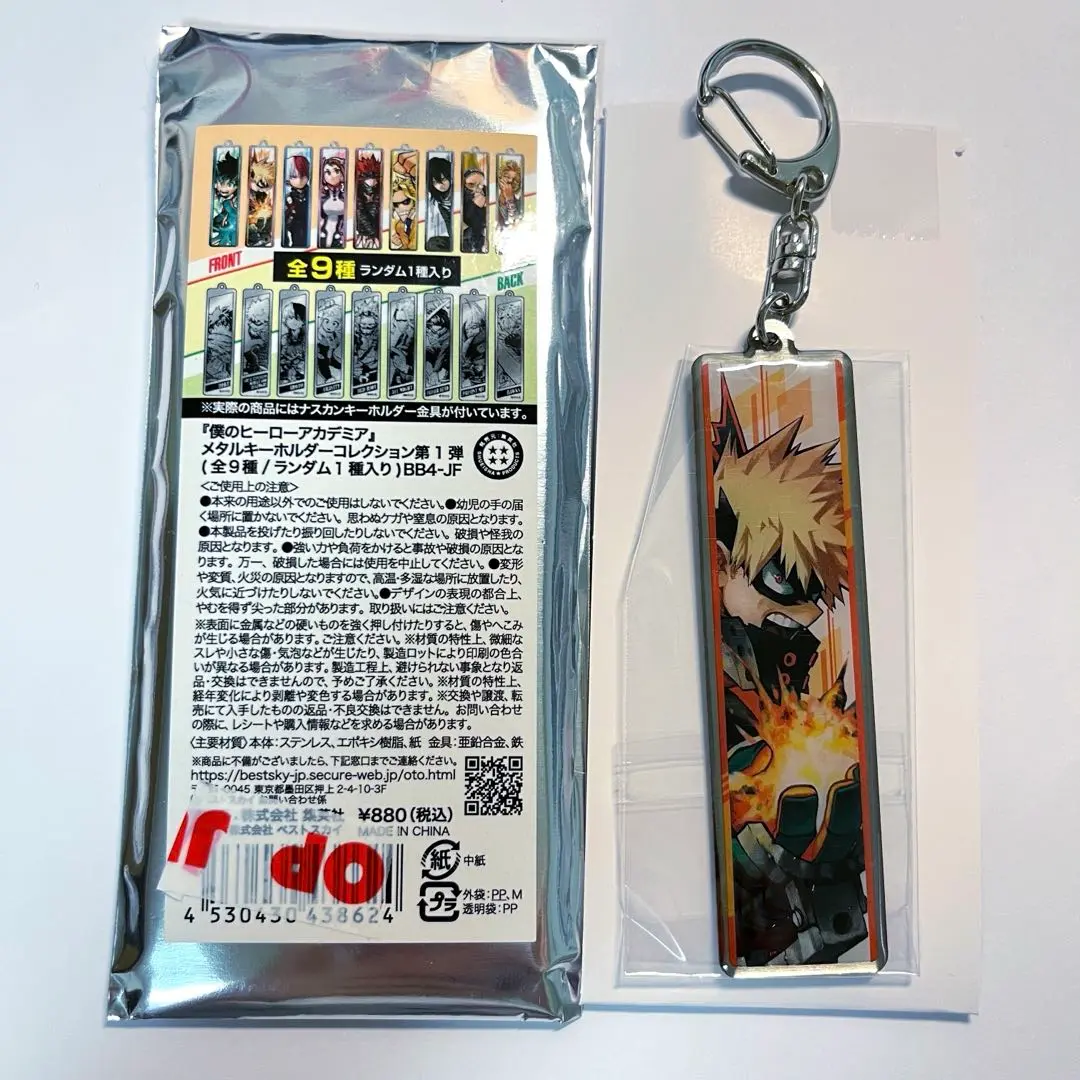 FRONT
全9種 ランダム1種入り
BACK
※実際の商品にはナスカンキーホルダー金具が付いています。
『僕のヒーローアカデミア』
メタルキーホルダーコレクション第1弾
(全9種/ランダム1種入り)BB4-JF
<ご使用上の注意>
●本来の用途以外でのご使用はしないでください。●幼児の手の届
く場所に置かないでください。思わぬケガや窒息の原因となります。
●本製品を投げたり振り回したりしないでください。破損や怪我の
原因となります。●強い力や負荷をかけると事故や破損の原因とな
ります。万一、破損した場合には使用を中止してください。●変形
や変質、火災の原因となりますので、高温・多湿な場所に放置したり、
火気に近づけたりしないでください。●デザインの表現の都合上、
やむを得ず尖った部分があります。取り扱いにはご注意ください。
※表面に金属などの硬いものを強く押し付けたりすると、傷やへこみ
が生じる場合があります。ご注意ください。※材質の特性上、微細な
スレや小さな傷・気泡などが生じたり、製造ロットにより印刷の色合
いが異なる場合があります。製造工程上、避けられない事象となり返
品・交換はできませんので、予めご了承ください。※材質の特性上、
経年変化により剥離や変色する場合があります。※交換や譲渡、転
売にて入手したものの返品・不良交換はできません。お問い合わせ
の際に、レシートや購入情報などを求める場合があります。
〈主要材質〉本体:ステンレス、エポキシ樹脂、紙 金具:亜鉛合金、鉄
※商品に不備がございましたら、下記窓口までご連絡ください。
https://bestsky-jp.secure-web.jp/oto.html
0045 東京都墨田区押上2-4-10-3F
お問い合わせ係
株式会社 集英社 ¥880(税込)
株式会社 ベストスカイ MADE IN CHINA
J
OP
紙 中紙
プラ 外袋:PP、M
透明袋:PP
4 530430 438624